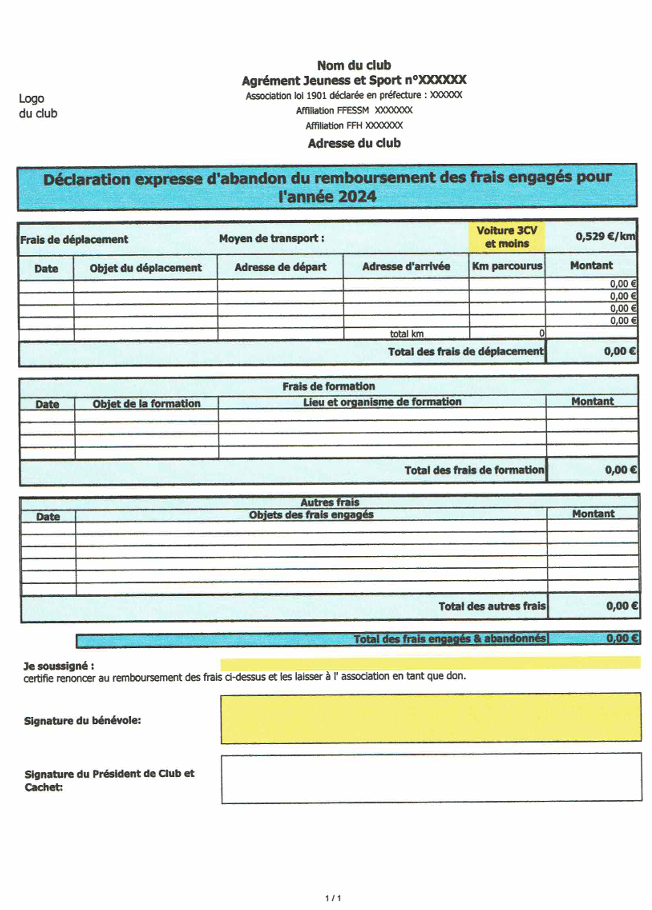 Nom du club
Agrément Jeuness et Sport n°XXXXXX
Association loi 1901 déclarée en préfecture : XXXXXX
Affiliation FFESSM XXXXXXX
Affiliation FFH XXXXXXX
Adresse du club
Logo
du club
Déclaration expresse d'abandon du remboursement des frais engagés pour
l'année 2024
Frais de déplacement Moyen de transport : Voiture 3CV et moins 0,529 €/km
Date Objet du déplacement Adresse de départ Adresse d'arrivée Km parcourus Montant
0,00 €
0,00 €
0,00 €
0,00 €
total km 0
Total des frais de déplacement 0,00 €
Frais de formation
Date Objet de la formation Lieu et organisme de formation Montant
Total des frais de formation 0,00 €
Autres frais
Date Objets des frais engagés Montant
Total des autres frais 0,00 €
Total des frais engagés & abandonnés 0,00 €
Je soussigné :
certifie renoncer au remboursement des frais ci-dessus et les laisser à l' association en tant que don.
Signature du bénévole:
Signature du Président de Club et
Cachet:
1 / 1